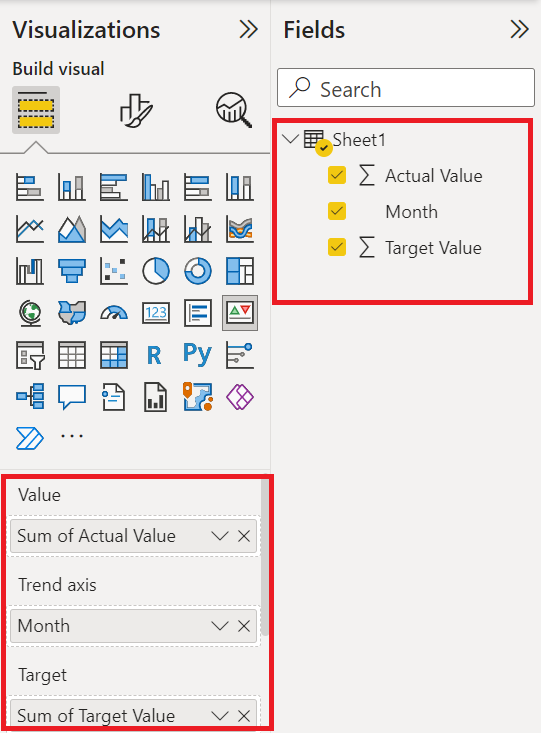 Visualizations
Build visual
123
R
Py
Value
Sum of Actual Value
Trend axis
Month
Target
Sum of Target Value
Fields
Search
Sheet1
Actual Value
Month
Target Value